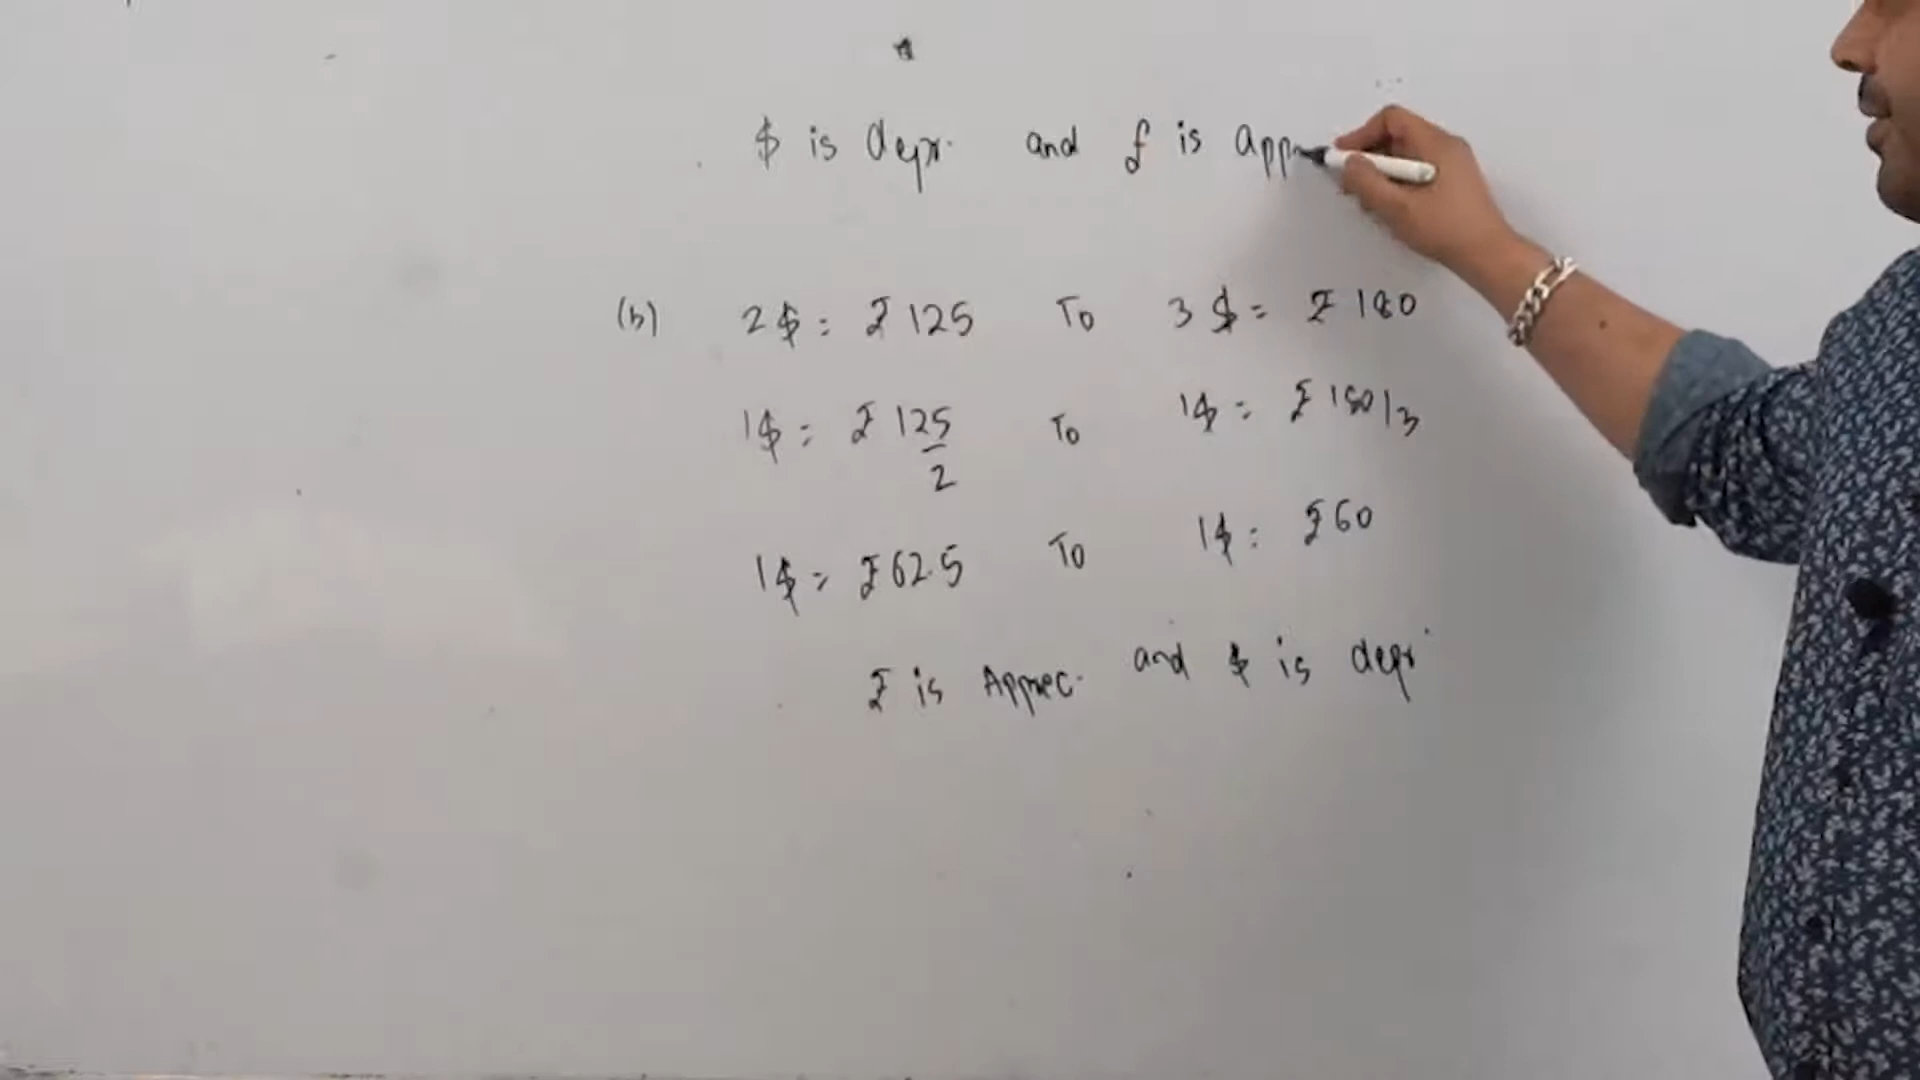 $ is depr. and £ is appr
(b) 2$ = ₹125 To 3$ = ₹180
1$ = ₹125/2 To 1$ = ₹180/3
1$ = ₹62.5 To 1$ = ₹60
₹ is Apprec. and $ is depr.